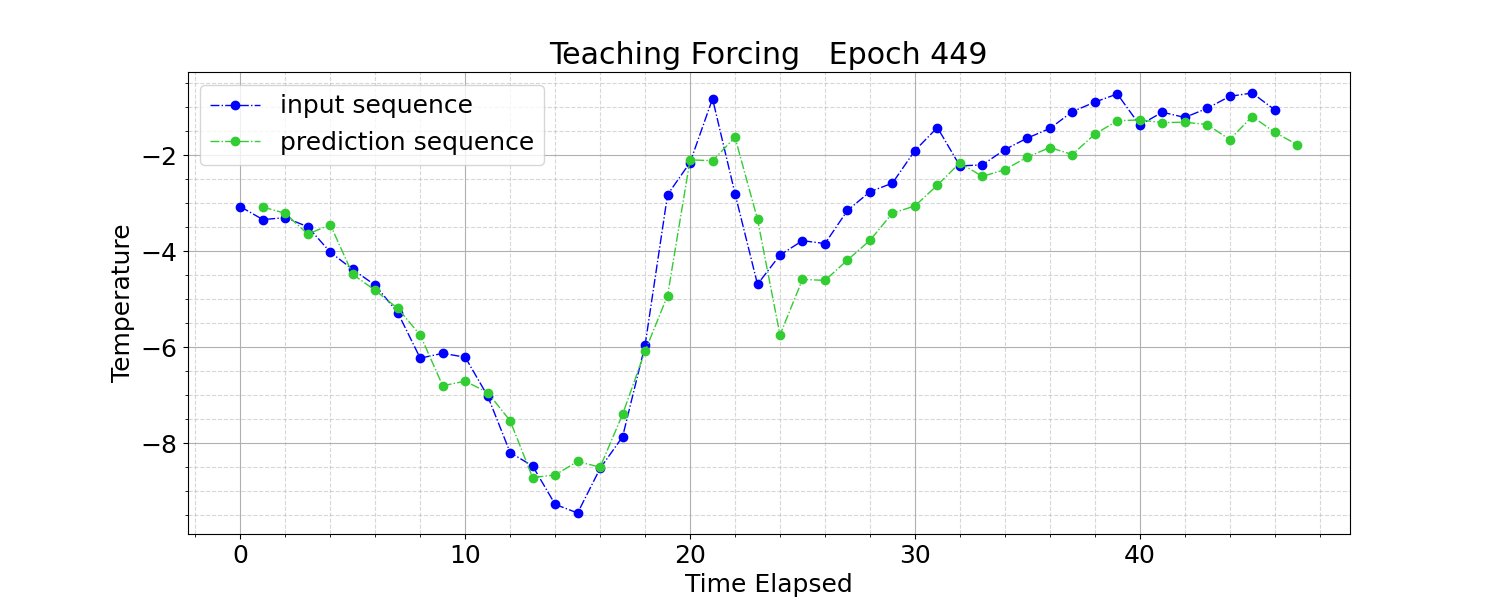 Teaching Forcing   Epoch 449
input sequence
prediction sequence
−2
−4
−6
−8
Temperature
0 10 20 30 40
Time Elapsed